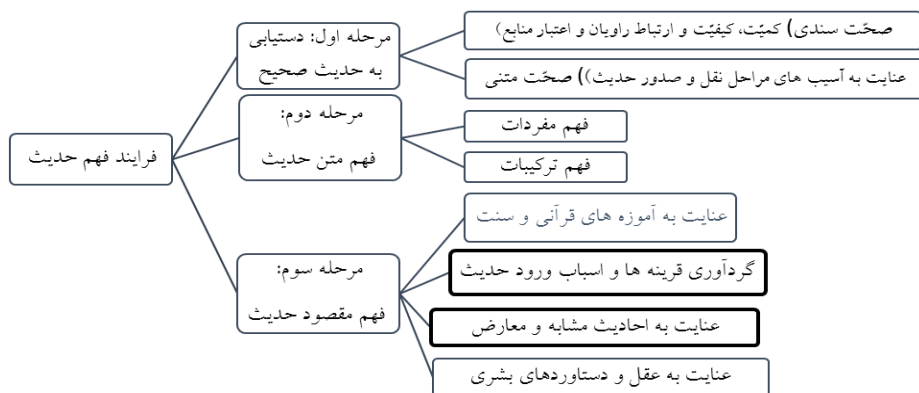 فرایند فهم حدیث
مرحله اول: دستیابی
به حدیث صحیح
صحّت سندی) کمیّت، کیفیّت و ارتباط راویان و اعتبار منابع)
عنایت به آسیب های مراحل نقل و صدور حدیث)) صحّت متنی
مرحله دوم:
فهم متن حدیث
فهم مفردات
فهم ترکیبات
مرحله سوم:
فهم مقصود حدیث
عنایت به آموزه های قرآنی و سنت
گردآوری قرینه ها و اسباب ورود حدیث
عنایت به احادیث مشابه و معارض
عنایت به عقل و دستاوردهای بشری